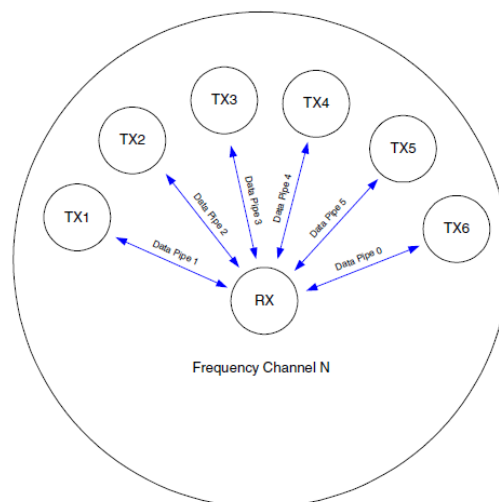 TX3
TX4
TX2
TX5
TX1
TX6
Data Pipe 1
Data Pipe 2
Data Pipe 3
Data Pipe 4
Data Pipe 5
Data Pipe 0
RX
Frequency Channel N